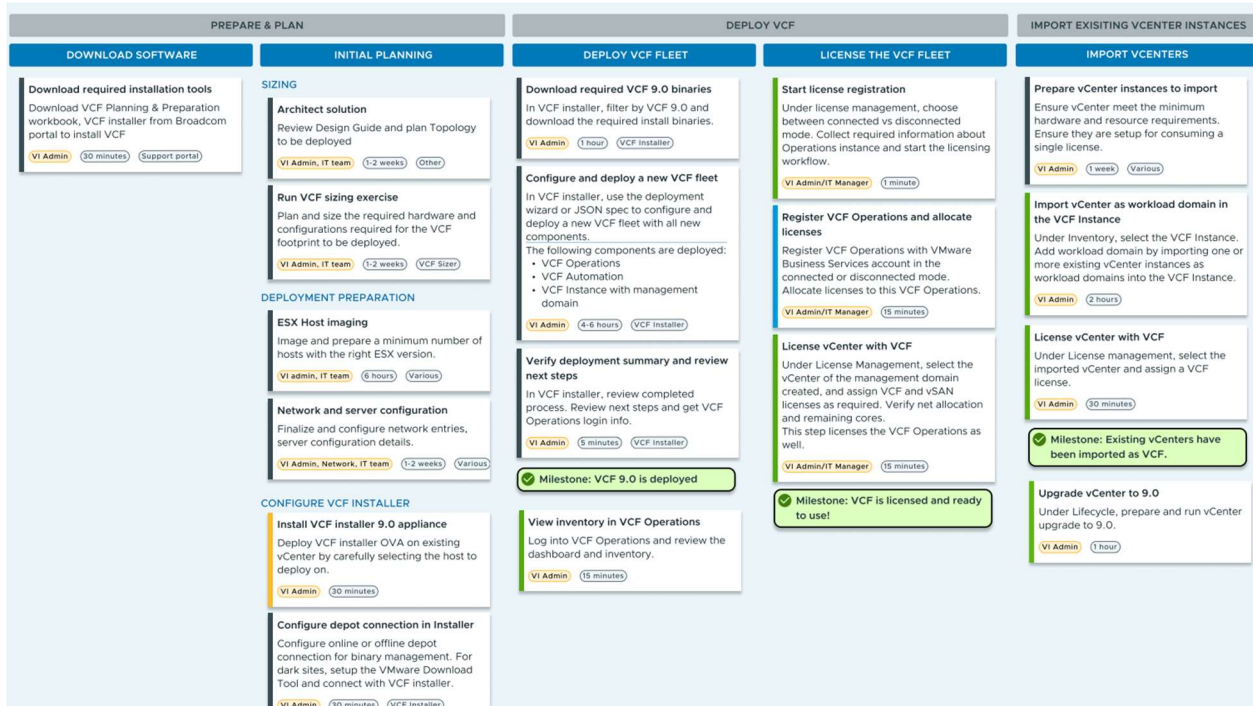 PREPARE & PLAN
DEPLOY VCF
IMPORT EXISITING VCENTER INSTANCES
DOWNLOAD SOFTWARE
INITIAL PLANNING
DEPLOY VCF FLEET
LICENSE THE VCF FLEET
IMPORT VCENTERS
Download required installation tools
Download VCF Planning & Preparation
workbook, VCF installer from Broadcom
portal to install VCF
VI Admin
30 minutes
Support portal
SIZING
Architect solution
Review Design Guide and plan Topology
to be deployed
VI Admin, IT team
1-2 weeks
Other
Run VCF sizing exercise
Plan and size the required hardware and
configurations required for the VCF
footprint to be deployed.
VI Admin, IT team
1-2 weeks
VCF Sizer
DEPLOYMENT PREPARATION
ESX Host imaging
Image and prepare a minimum number of
hosts with the right ESX version.
VI admin, IT team
6 hours
Various
Network and server configuration
Finalize and configure network entries,
server configuration details.
VI Admin, Network, IT team
1-2 weeks
Various
CONFIGURE VCF INSTALLER
Install VCF installer 9.0 appliance
Deploy VCF installer OVA on existing
vCenter by carefully selecting the host to
deploy on.
VI Admin
30 minutes
Configure depot connection in Installer
Configure online or offline depot
connection for binary management. For
dark sites, setup the VMware Download
Tool and connect with VCF installer.
VI Admin
30 minutes
VCF Installer
Download required VCF 9.0 binaries
In VCF installer, filter by VCF 9.0 and
download the required install binaries.
VI Admin
1 hour
VCF Installer
Configure and deploy a new VCF fleet
In VCF installer, use the deployment
wizard or JSON spec to configure and
deploy a new VCF fleet with all new
components.
The following components are deployed:
• VCF Operations
• VCF Automation
• VCF Instance with management
domain
VI Admin
4-6 hours
VCF Installer
Verify deployment summary and review
next steps
In VCF installer, review completed
process. Review next steps and get VCF
Operations login info.
VI Admin
5 minutes
VCF Installer
Milestone: VCF 9.0 is deployed
View inventory in VCF Operations
Log into VCF Operations and review the
dashboard and inventory.
VI Admin
15 minutes
Start license registration
Under license management, choose
between connected vs disconnected
mode. Collect required information about
Operations instance and start the licensing
workflow.
VI Admin/IT Manager
1 minute
Register VCF Operations and allocate
licenses
Register VCF Operations with VMware
Business Services account in the
connected or disconnected mode.
Allocate licenses to this VCF Operations.
VI Admin/IT Manager
15 minutes
License vCenter with VCF
Under License Management, select the
vCenter of the management domain
created, and assign VCF and vSAN
licenses as required. Verify net allocation
and remaining cores.
This step licenses the VCF Operations as
well.
VI Admin/IT Manager
15 minutes
Milestone: VCF is licensed and ready
to use!
Prepare vCenter instances to import
Ensure vCenter meet the minimum
hardware and resource requirements.
Ensure they are setup for consuming a
single license.
VI Admin
1 week
Various
Import vCenter as workload domain in
the VCF Instance
Under Inventory, select the VCF Instance.
Add workload domain by importing one or
more existing vCenter instances as
workload domains into the VCF Instance.
VI Admin
2 hours
License vCenter with VCF
Under License management, select the
imported vCenter and assign a VCF
license.
VI Admin
30 minutes
Milestone: Existing vCenters have
been imported as VCF.
Upgrade vCenter to 9.0
Under Lifecycle, prepare and run vCenter
upgrade to 9.0.
VI Admin
1 hour